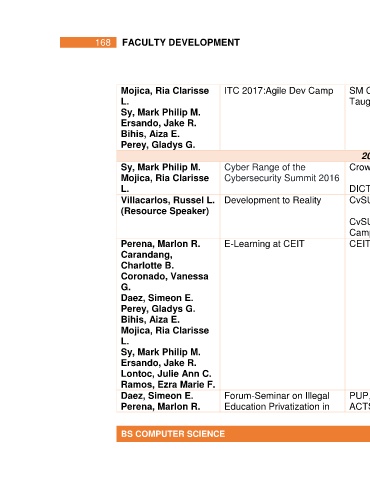 168 FACULTY DEVELOPMENT
Mojica, Ria Clarisse L.
Sy, Mark Philip M.
Ersando, Jake R.
Bihis, Aiza E.
Perey, Gladys G.
ITC 2017:Agile Dev Camp
SM
Taug
20
Sy, Mark Philip M.
Mojica, Ria Clarisse L.
Cyber Range of the
Cybersecurity Summit 2016
Crow
DICT
Villacarlos, Russel L.
(Resource Speaker)
Development to Reality
CvSU
CvSU
Camp
Perena, Marlon R.
Carandang,
Charlotte B.
Coronado, Vanessa
G.
Daez, Simeon E.
Perey, Gladys G.
Bihis, Aiza E.
Mojica, Ria Clarisse
L.
Sy, Mark Philip M.
Ersando, Jake R.
Lontoc, Julie Ann C.
Ramos, Ezra Marie F.
E-Learning at CEIT
CEIT
Daez, Simeon E.
Perena, Marlon R.
Forum-Seminar on Illegal
Education Privatization in
PUP,
ACTS
BS COMPUTER SCIENCE